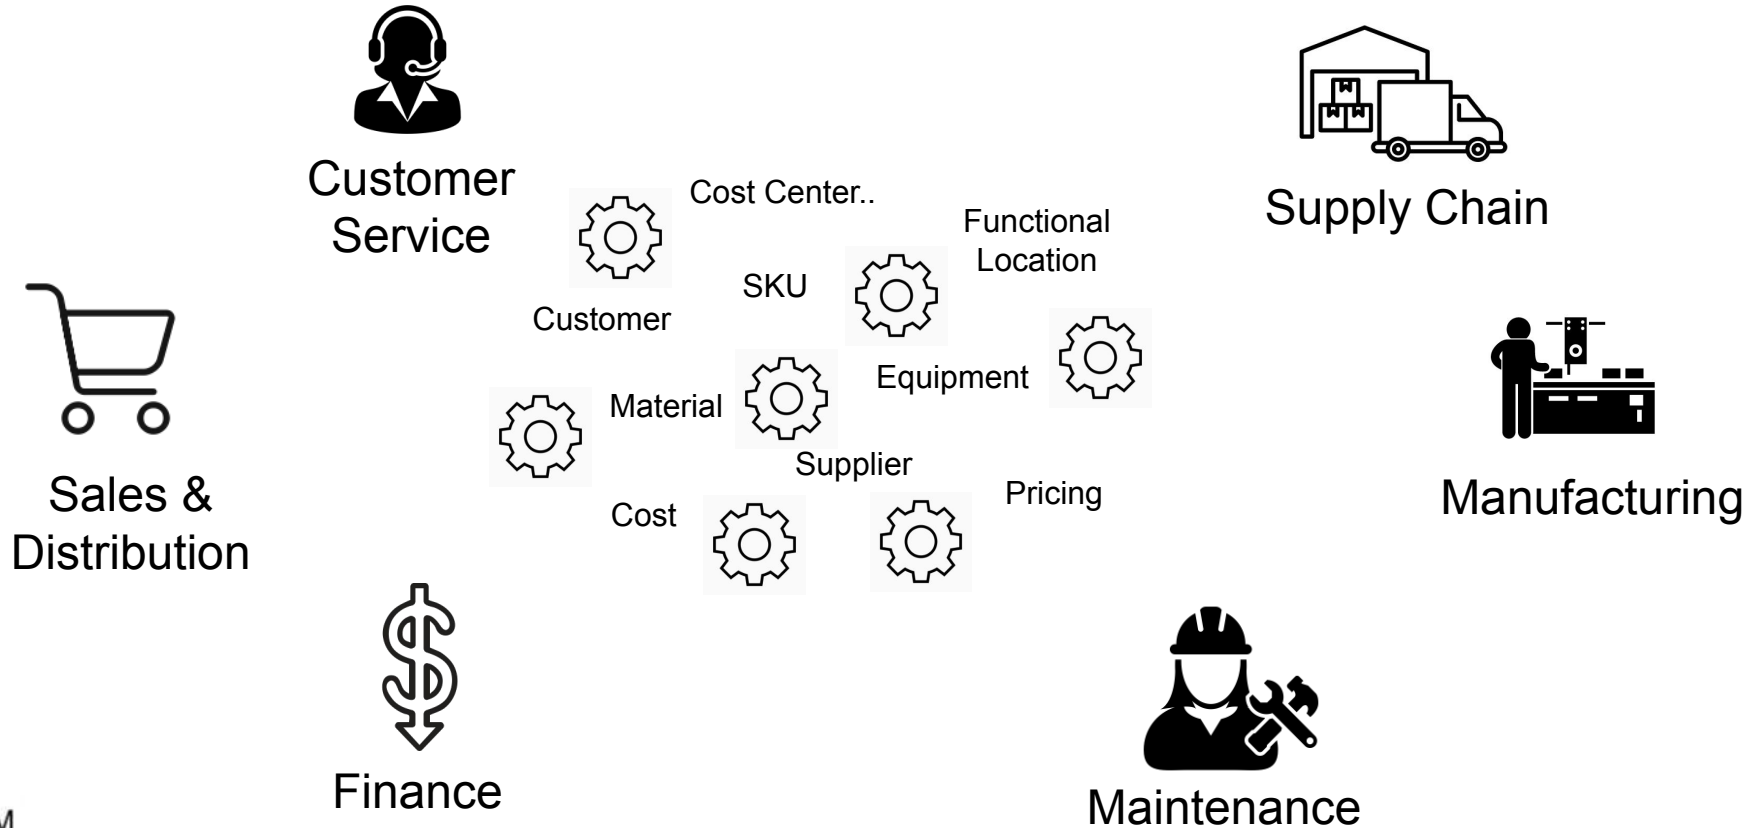 Customer
Service
Cost Center..
Functional
Location
Supply Chain
SKU
Customer
Equipment
Material
Supplier
Sales &
Distribution
Pricing
Manufacturing
Cost
Finance
Maintenance
M